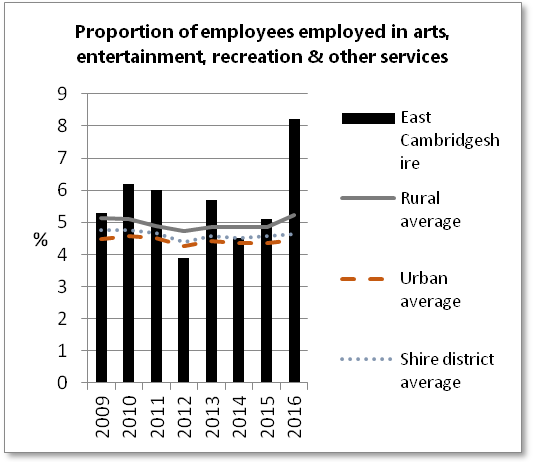 Proportion of employees employed in arts,
entertainment, recreation & other services
9
8
7
6
5
4
3
2
1
0
%
2009
2010
2011
2012
2013
2014
2015
2016
East
Cambridgesh
ire
Rural
average
Urban
average
Shire district
average